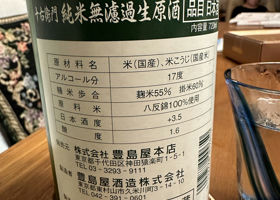 十右衛門 純米無濾過生原酒 品目 日本酒
内容量 720ml
原材料名 米(国産)、米こうじ(国産米)
アルコール分 17度
精米歩合 麹米55% 掛米60%
原料米 八反錦100%使用
日本酒度 +3.5
酸度 1.6
販売元 株式会社 豊島屋本店
東京都千代田区神田猿楽町1-5-1
豊島屋酒造株式会社
東京都東村山市久米川町3-14-10
TEL 042-391-0601